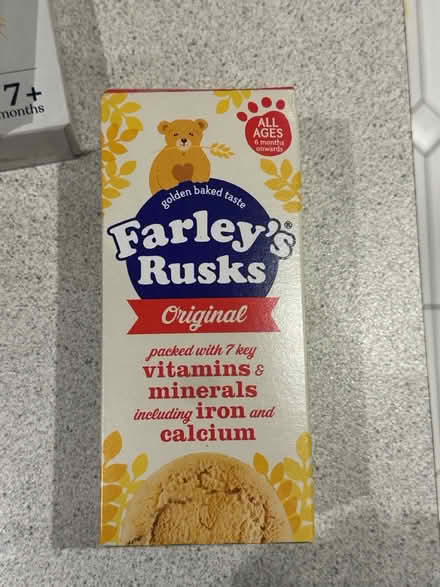 7+
months
ALL
AGES
6 months
onwards
golden baked taste
Farley's®
Rusks
Original
packed with 7 key
vitamins &
minerals
including iron and
calcium